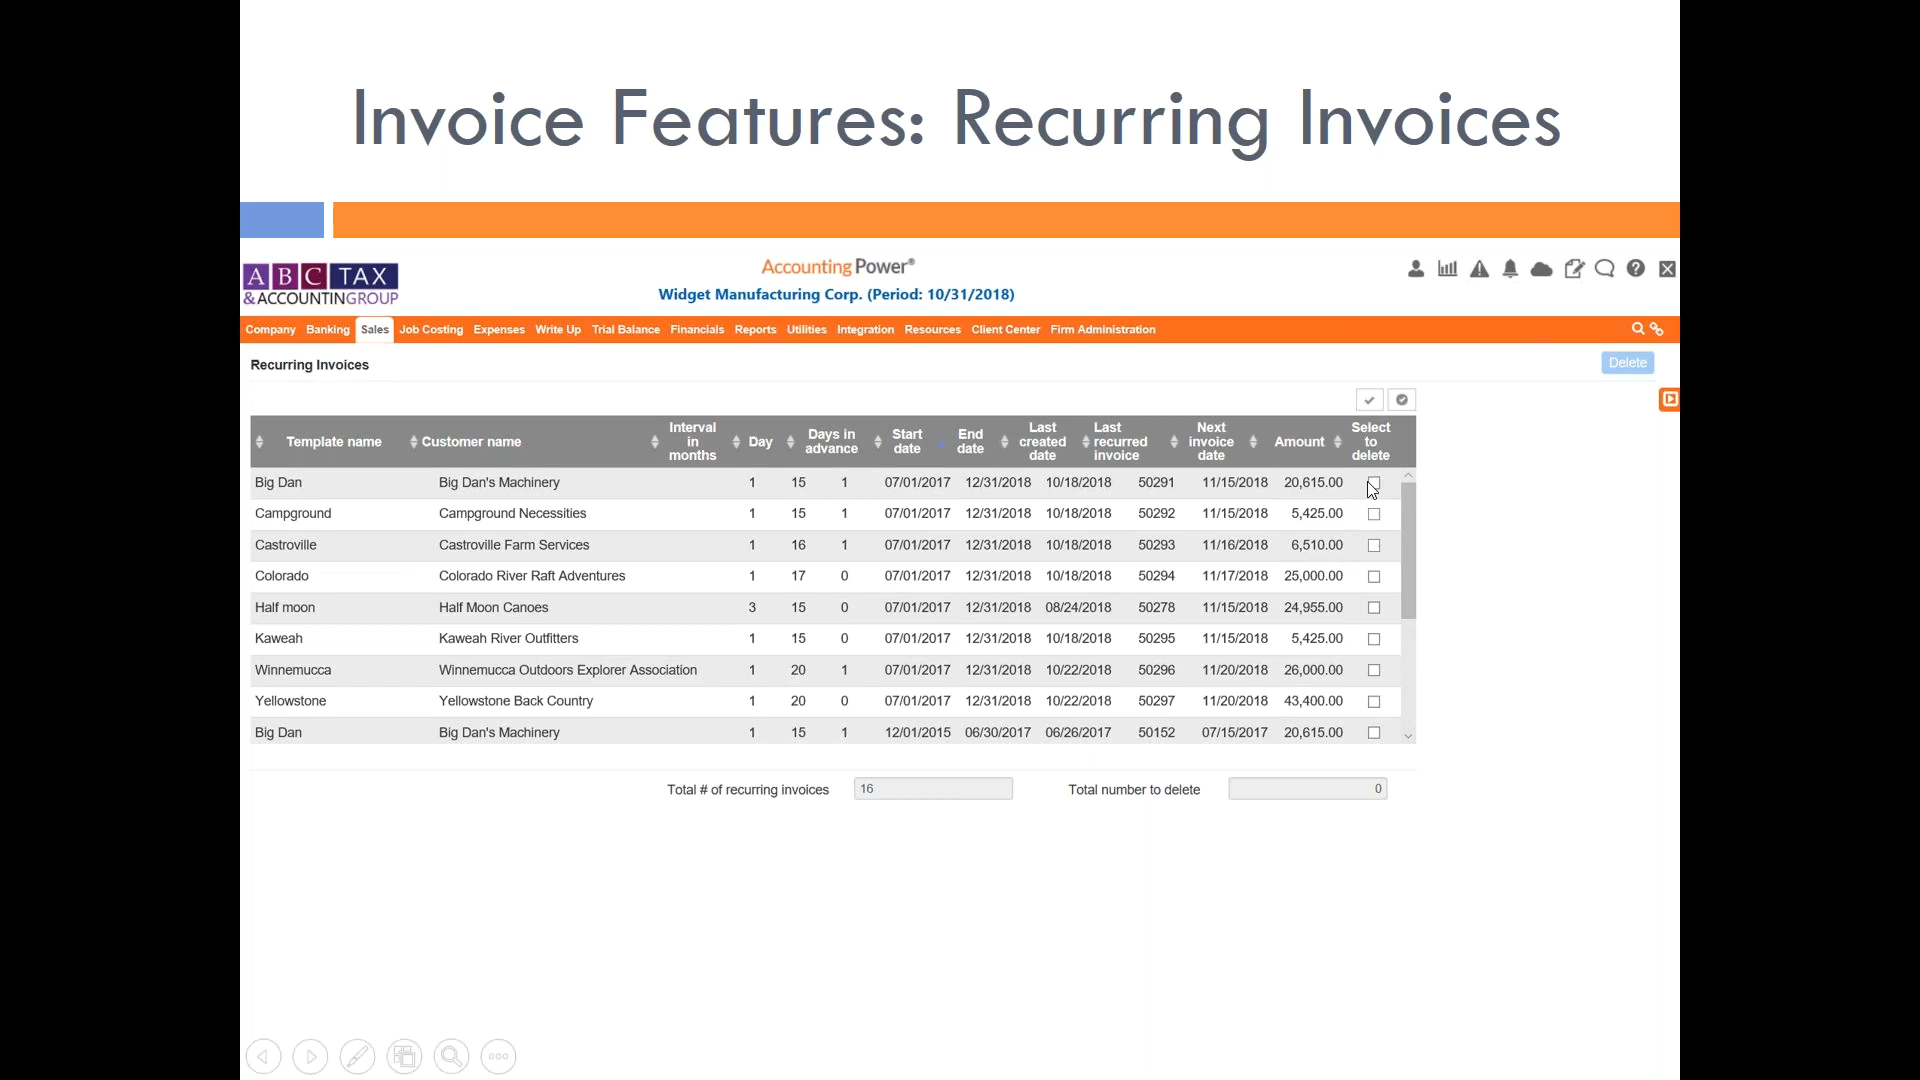 Invoice Features: Recurring Invoices
ABC TAX
&ACCOUNTINGGROUP
Accounting Power®
Widget Manufacturing Corp. (Period: 10/31/2018)
Company Banking Sales Job Costing Expenses Write Up Trial Balance Financials Reports Utilities Integration Resources Client Center Firm Administration
Recurring Invoices Delete
Template name Customer name Interval in months Day Days in advance Start date End date Last created date Last recurred invoice Next invoice date Amount Select to delete
Big Dan Big Dan's Machinery 1 15 1 07/01/2017 12/31/2018 10/18/2018 50291 11/15/2018 20,615.00
Campground Campground Necessities 1 15 1 07/01/2017 12/31/2018 10/18/2018 50292 11/15/2018 5,425.00
Castroville Castroville Farm Services 1 16 1 07/01/2017 12/31/2018 10/18/2018 50293 11/16/2018 6,510.00
Colorado Colorado River Raft Adventures 1 17 0 07/01/2017 12/31/2018 10/18/2018 50294 11/17/2018 25,000.00
Half moon Half Moon Canoes 3 15 0 07/01/2017 12/31/2018 08/24/2018 50278 11/15/2018 24,955.00
Kaweah Kaweah River Outfitters 1 15 0 07/01/2017 12/31/2018 10/18/2018 50295 11/15/2018 5,425.00
Winnemucca Winnemucca Outdoors Explorer Association 1 20 1 07/01/2017 12/31/2018 10/22/2018 50296 11/20/2018 26,000.00
Yellowstone Yellowstone Back Country 1 20 0 07/01/2017 12/31/2018 10/22/2018 50297 11/20/2018 43,400.00
Big Dan Big Dan's Machinery 1 15 1 12/01/2015 06/30/2017 06/26/2017 50152 07/15/2017 20,615.00
Total # of recurring invoices 16 Total number to delete 0